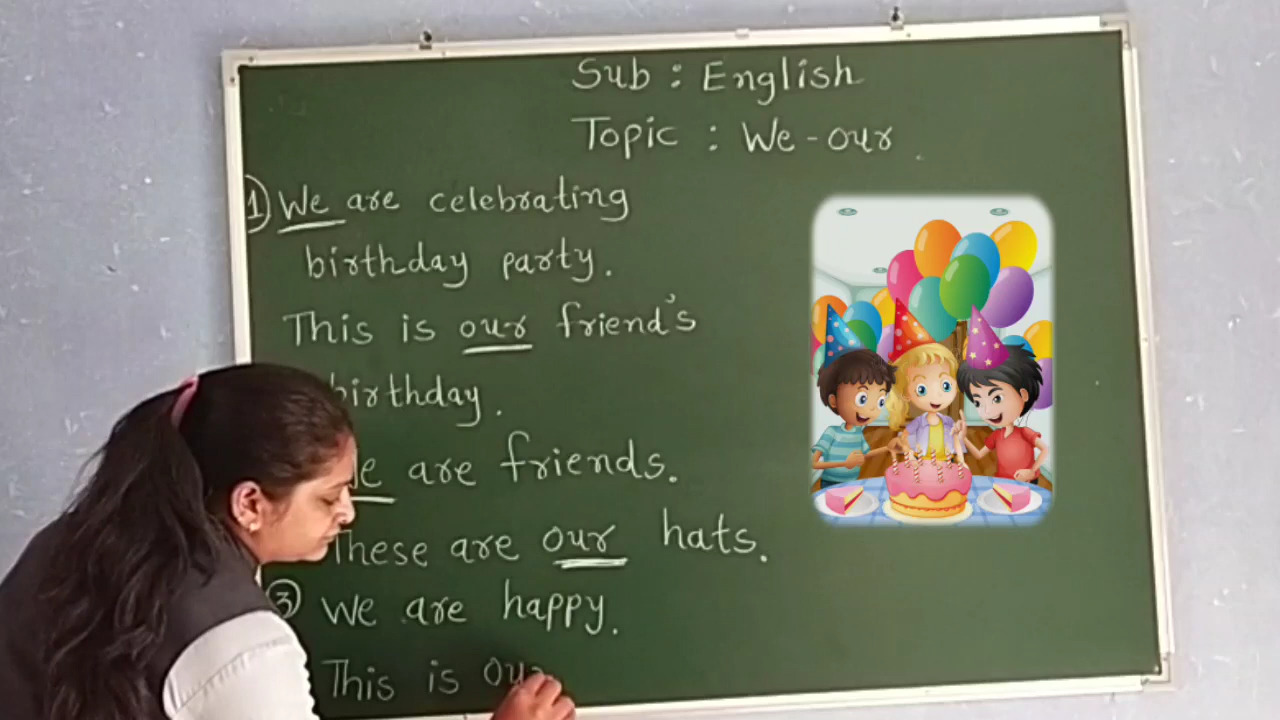 Sub : English
Topic : We - our
① We are celebrating
birthday party.
This is our friend's
birthday.
are friends.
These are our hats.
③ We are happy.
This is our